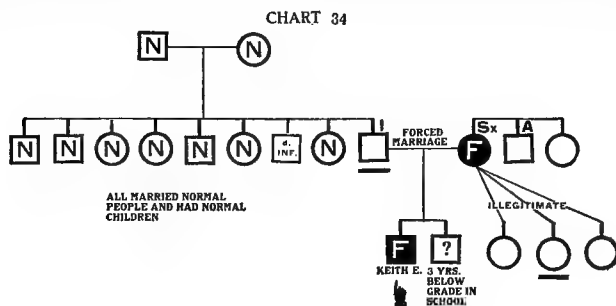 CHART 34
N N
I Sx A
N N N N N N d. INF. N FORCED MARRIAGE F
ALL MARRIED NORMAL
PEOPLE AND HAD NORMAL
CHILDREN
ILLEGITIMATE
F ?
KEITH E. 3 YRS.
BELOW
GRADE IN
SCHOOL